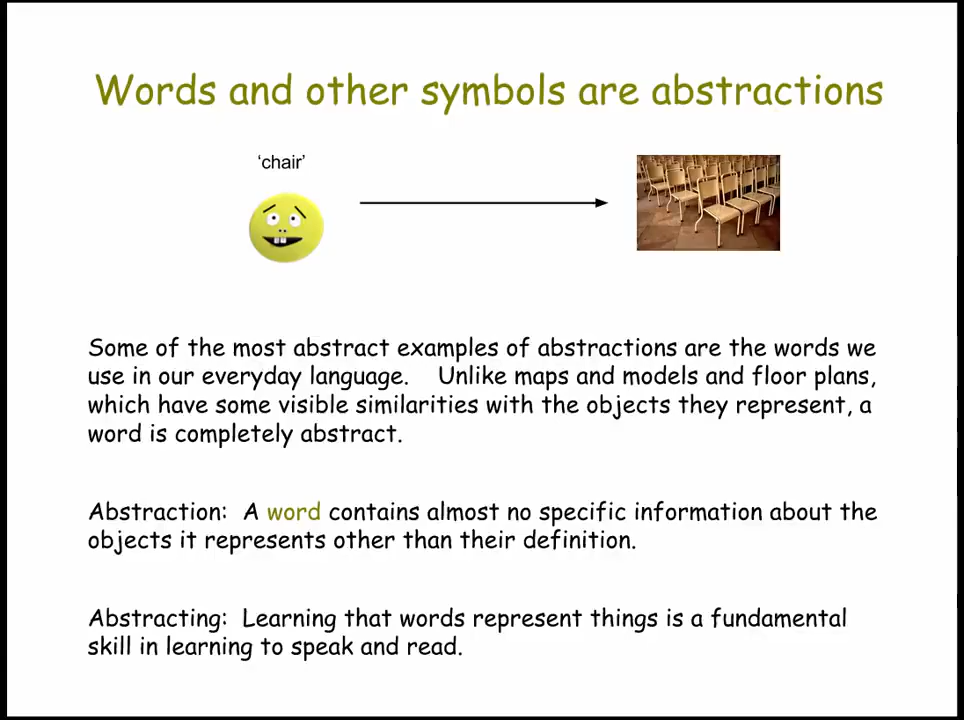 Words and other symbols are abstractions
‘chair’
Some of the most abstract examples of abstractions are the words we
use in our everyday language. Unlike maps and models and floor plans,
which have some visible similarities with the objects they represent, a
word is completely abstract.
Abstraction: A word contains almost no specific information about the
objects it represents other than their definition.
Abstracting: Learning that words represent things is a fundamental
skill in learning to speak and read.